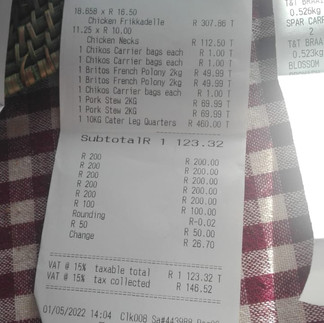 18.658 x R 16.50
Chicken Frikkadelle R 307.86 T
11.25 x R 10.00
Chicken Necks R 112.50 T
1 Chikos Carrier bags each R 1.00 T
1 Chikos Carrier bags each R 1.00 T
1 Britos French Polony 2kg R 49.99 T
1 Britos French Polony 2kg R 49.99 T
1 Chikos Carrier bags each R 1.00 T
1 Pork Stew 2KG R 69.99 T
1 Pork Stew 2KG R 69.99 T
1 10KG Cater Leg Quarters R 460.00 T
Subtotal R 1 123.32
R 200 R 200.00
R 200 R 200.00
R 200 R 200.00
R 200 R 200.00
R 200 R 200.00
R 100 R 100.00
Rounding R-0.02
R 50 R 50.00
Change R 26.70
VAT @ 15% taxable total R 1 123.32 T
VAT @ 15% tax collected R 146.52
01/05/2022 14:04 Clk008
0.526kg
SPAR CAR
2
T&T BRAA
0.523kg
BLOSSOM